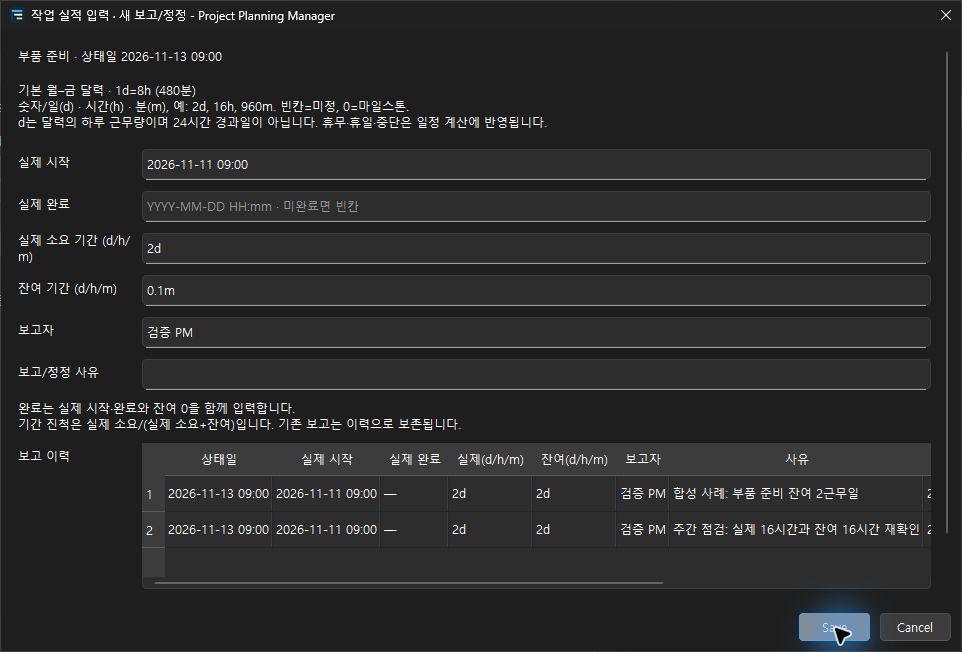 작업 실적 입력 · 새 보고/정정 - Project Planning Manager
부품 준비 · 상태일 2026-11-13 09:00
기본 월–금 달력 · 1d=8h (480분)
숫자/일(d) · 시간(h) · 분(m), 예: 2d, 16h, 960m. 빈칸=미정, 0=마일스톤.
d는 달력의 하루 근무량이며 24시간 경과일이 아닙니다. 휴무·휴일·중단은 일정 계산에 반영됩니다.
실제 시작
2026-11-11 09:00
실제 완료
YYYY-MM-DD HH:mm · 미완료면 빈칸
실제 소요 기간 (d/h/
m)
2d
잔여 기간 (d/h/m)
0.1m
보고자
검증 PM
보고/정정 사유
완료는 실제 시작·완료와 잔여 0을 함께 입력합니다.
기간 진척은 실제 소요/(실제 소요+잔여)입니다. 기존 보고는 이력으로 보존됩니다.
보고 이력
상태일 실제 시작 실제 완료 실제(d/h/m) 잔여(d/h/m) 보고자 사유
1 2026-11-13 09:00 2026-11-11 09:00 — 2d 2d 검증 PM 합성 사례: 부품 준비 잔여 2근무일
2 2026-11-13 09:00 2026-11-11 09:00 — 2d 2d 검증 PM 주간 점검: 실제 16시간과 잔여 16시간 재확인
Save Cancel